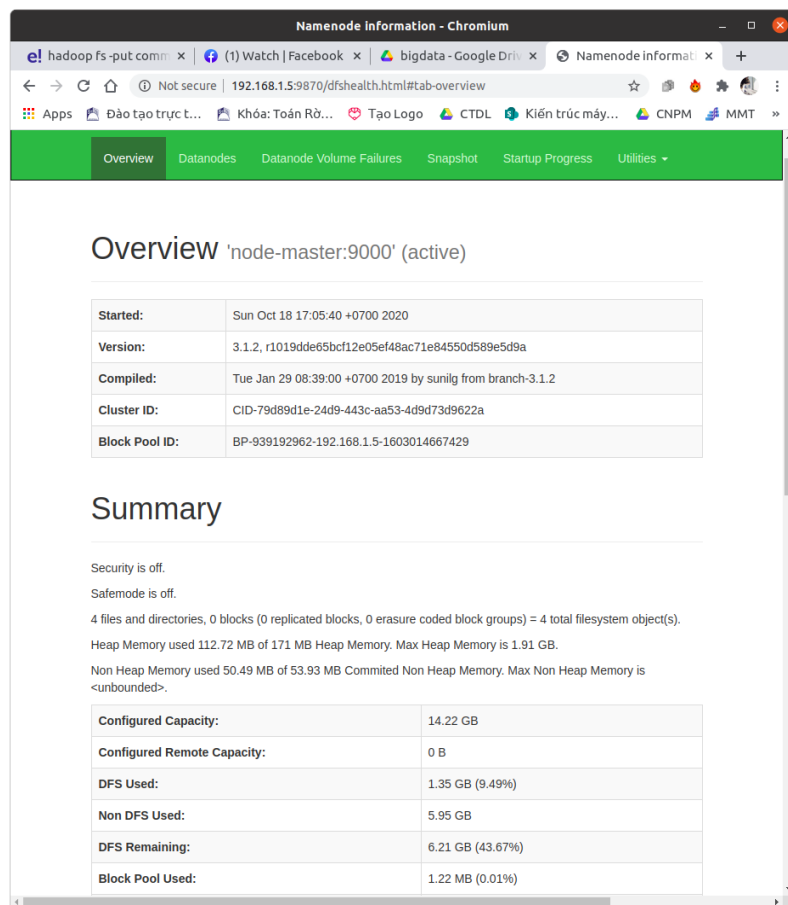 Namenode information - Chromium
hadoop fs -put comm
(1) Watch | Facebook
bigdata - Google Driv
Namenode informati
Not secure | 192.168.1.5:9870/dfshealth.html#tab-overview
Apps Đào tạo trực t... Khóa: Toán Rờ... Tạo Logo CTDL Kiến trúc máy... CNPM MMT »
Overview Datanodes Datanode Volume Failures Snapshot Startup Progress Utilities
Overview 'node-master:9000' (active)
Started: Sun Oct 18 17:05:40 +0700 2020
Version: 3.1.2, r1019dde65bcf12e05ef48ac71e84550d589e5d9a
Compiled: Tue Jan 29 08:39:00 +0700 2019 by sunilg from branch-3.1.2
Cluster ID: CID-79d89d1e-24d9-443c-aa53-4d9d73d9622a
Block Pool ID: BP-939192962-192.168.1.5-1603014667429
Summary
Security is off.
Safemode is off.
4 files and directories, 0 blocks (0 replicated blocks, 0 erasure coded block groups) = 4 total filesystem object(s).
Heap Memory used 112.72 MB of 171 MB Heap Memory. Max Heap Memory is 1.91 GB.
Non Heap Memory used 50.49 MB of 53.93 MB Commited Non Heap Memory. Max Non Heap Memory is
<unbounded>.
Configured Capacity: 14.22 GB
Configured Remote Capacity: 0 B
DFS Used: 1.35 GB (9.49%)
Non DFS Used: 5.95 GB
DFS Remaining: 6.21 GB (43.67%)
Block Pool Used: 1.22 MB (0.01%)